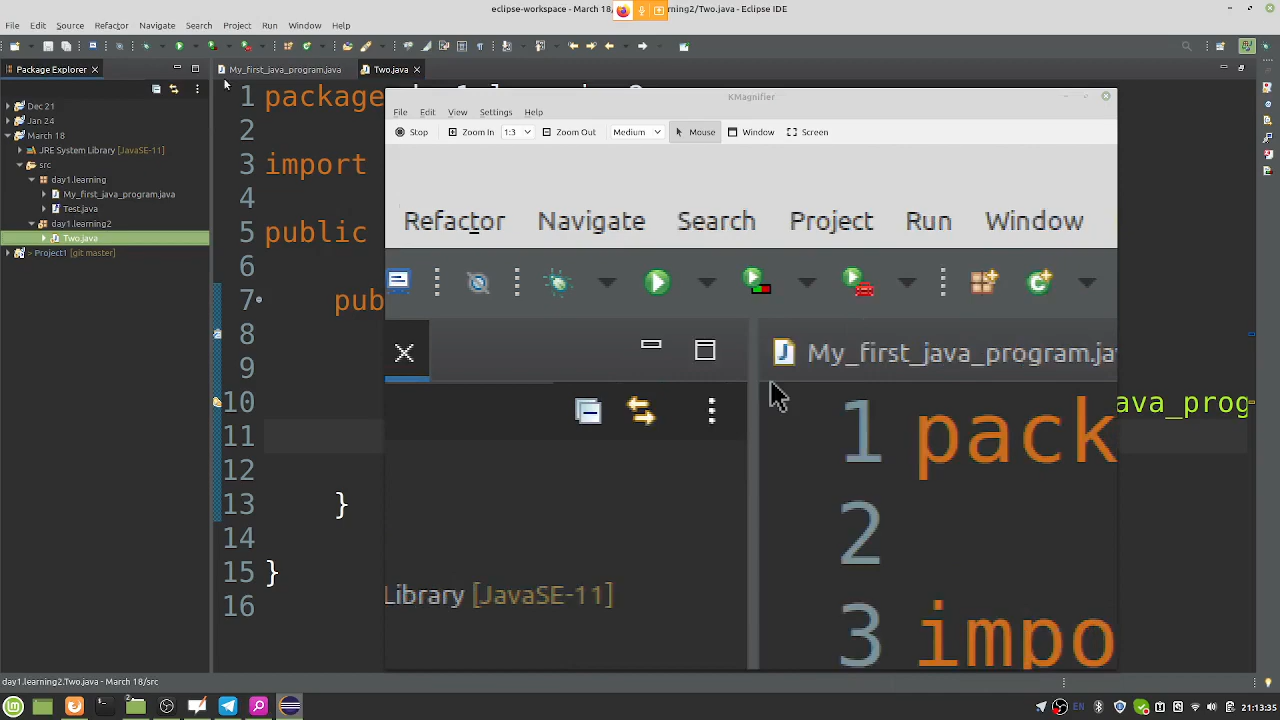 eclipse-workspace - March 18/
rning2/Two.java - Eclipse IDE
File Edit Source Refactor Navigate Search Project Run Window Help
Package Explorer
My_first_java_program.java
Two.java
Dec 21
Jan 24
March 18
JRE System Library [JavaSE-11]
src
day1.learning
My_first_java_program.java
Test.java
day1.learning2
Two.java
> Project1 [git master]
1 package
2
3 import
4
5 public
6
7 pub
8
9
10
11
12
13 }
14
15 }
16
ava_prog
KMagnifier
File Edit View Settings Help
Stop Zoom In 1:3 Zoom Out Medium Mouse Window Screen
Refactor Navigate Search Project Run Window
My_first_java_program.ja
1 pack
2
3 impo
Library [JavaSE-11]
day1.learning2.Two.java - March 18/src
EN
21:13:35